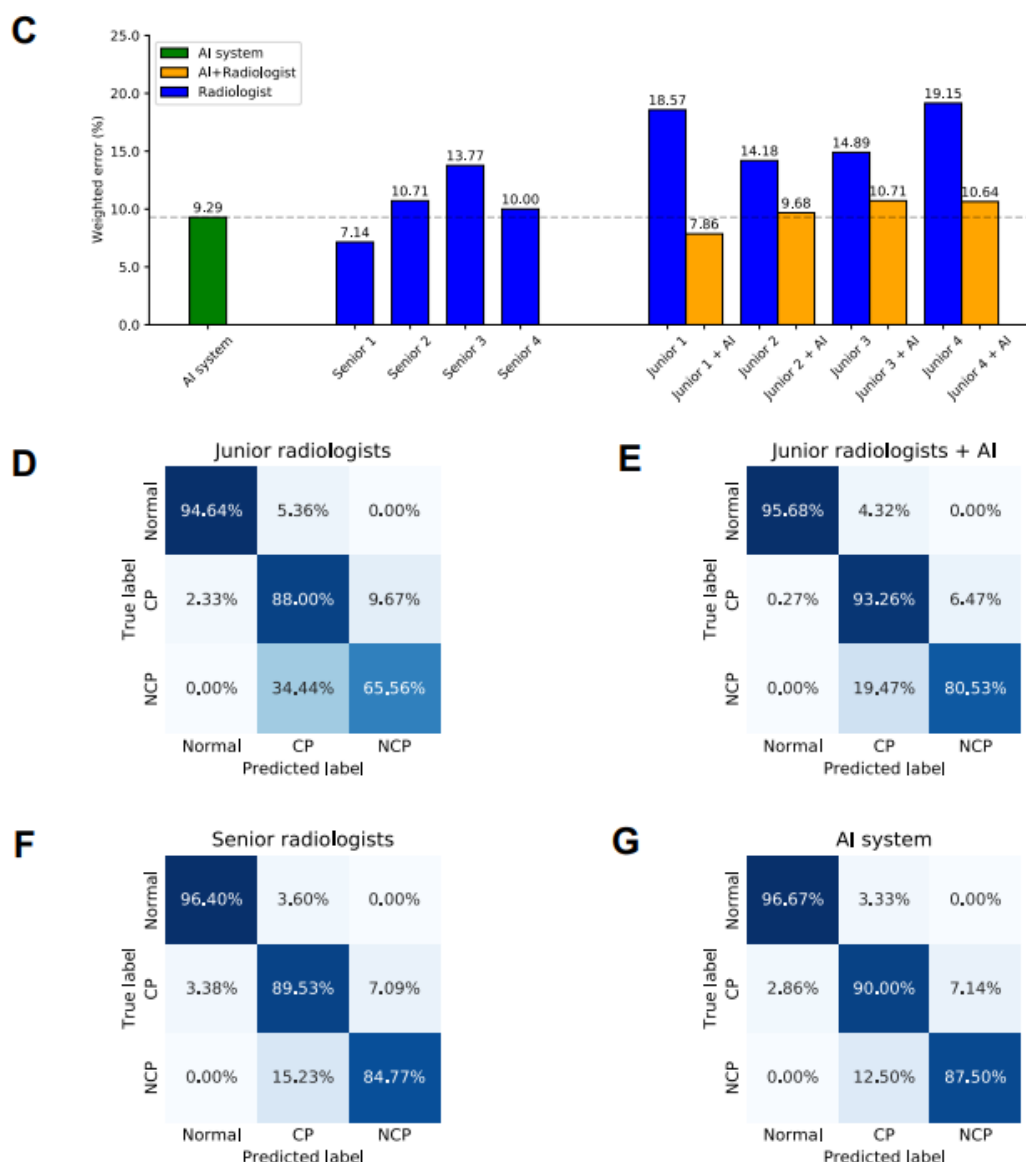 C
25.0
20.0
15.0
10.0
5.0
0.0
Weighted error (%)
AI system
AI+Radiologist
Radiologist
9.29
7.14
10.71
13.77
10.00
18.57
7.86
14.18
9.68
14.89
10.71
19.15
10.64
AI system
Senior 1
Senior 2
Senior 3
Senior 4
Junior 1
Junior 1 + AI
Junior 2
Junior 2 + AI
Junior 3
Junior 3 + AI
Junior 4
Junior 4 + AI
D
Junior radiologists
True label
Normal
94.64% 5.36% 0.00%
CP
2.33% 88.00% 9.67%
NCP
0.00% 34.44% 65.56%
Normal CP NCP
Predicted label
E
Junior radiologists + AI
True label
Normal
95.68% 4.32% 0.00%
CP
0.27% 93.26% 6.47%
NCP
0.00% 19.47% 80.53%
Normal CP NCP
Predicted label
F
Senior radiologists
True label
Normal
96.40% 3.60% 0.00%
CP
3.38% 89.53% 7.09%
NCP
0.00% 15.23% 84.77%
Normal CP NCP
Predicted label
G
AI system
True label
Normal
96.67% 3.33% 0.00%
CP
2.86% 90.00% 7.14%
NCP
0.00% 12.50% 87.50%
Normal CP NCP
Predicted label